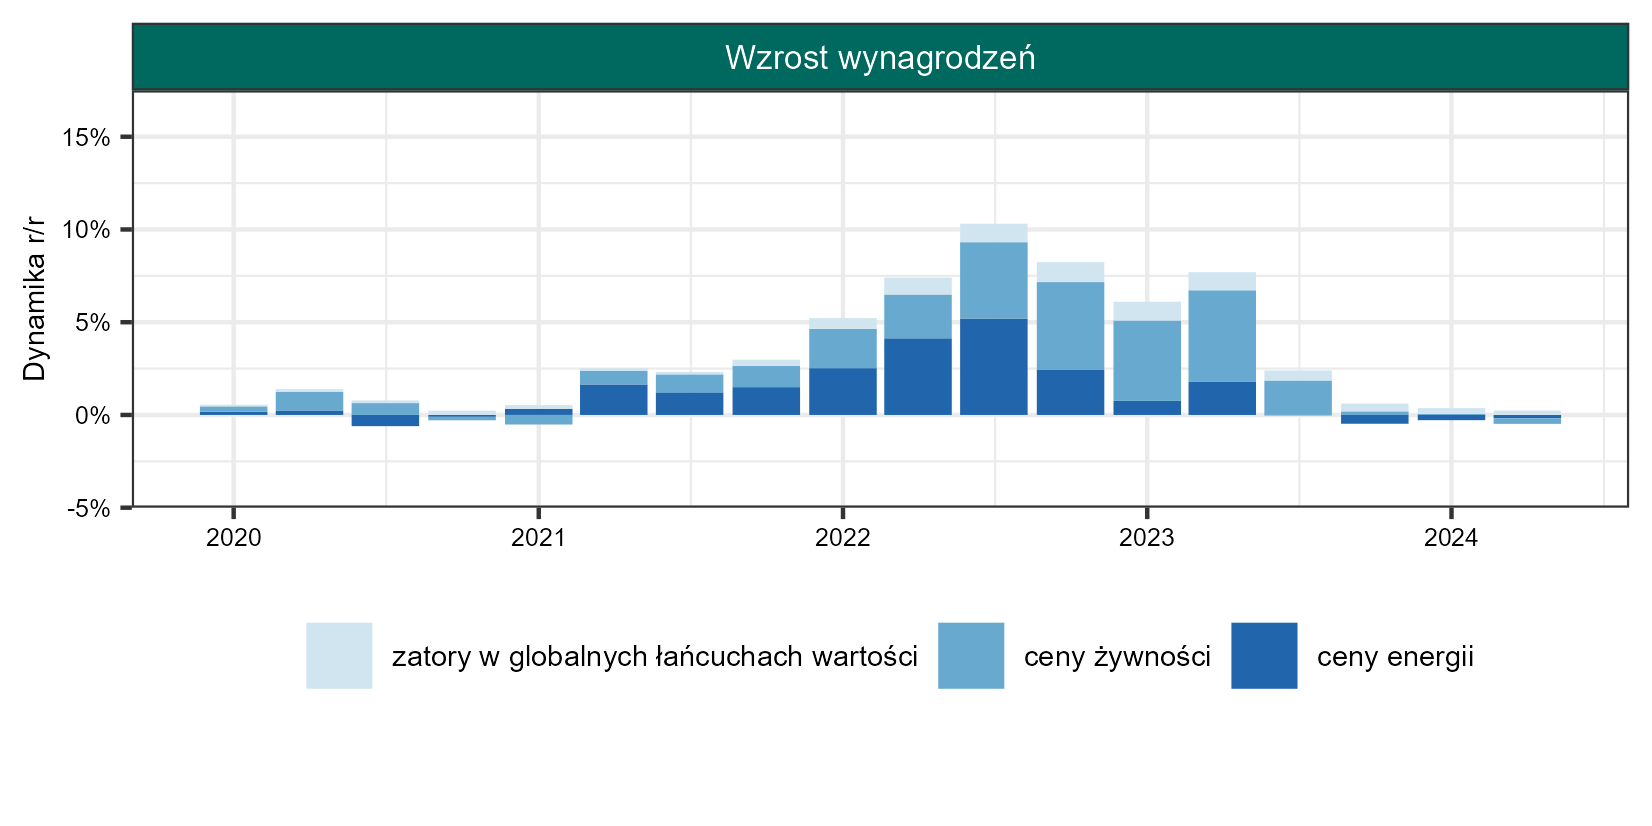 Wzrost wynagrodzeń
Dynamika r/r
15%
10%
5%
0%
-5%
2020 2021 2022 2023 2024
zatory w globalnych łańcuchach wartości ceny żywności ceny energii